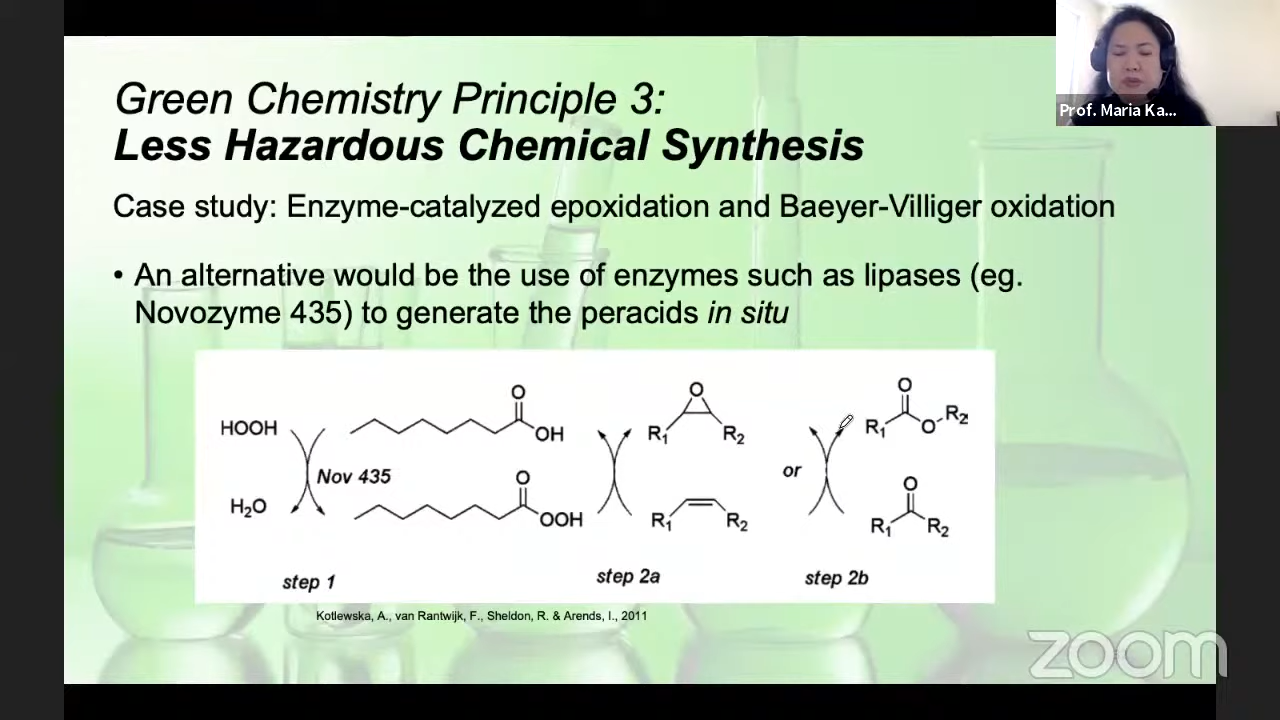 Green Chemistry Principle 3:
Less Hazardous Chemical Synthesis
Prof. Maria Ka...
Case study: Enzyme-catalyzed epoxidation and Baeyer-Villiger oxidation
• An alternative would be the use of enzymes such as lipases (eg.
Novozyme 435) to generate the peracids in situ
HOOH
O
OH
Nov 435
H₂O
O
OOH
step 1
O
R₁
R₂
R₁
R₂
step 2a
or
O
R₁
O
R₂
O
R₁
R₂
step 2b
Kotlewska, A., van Rantwijk, F., Sheldon, R. & Arends, I., 2011
zoom